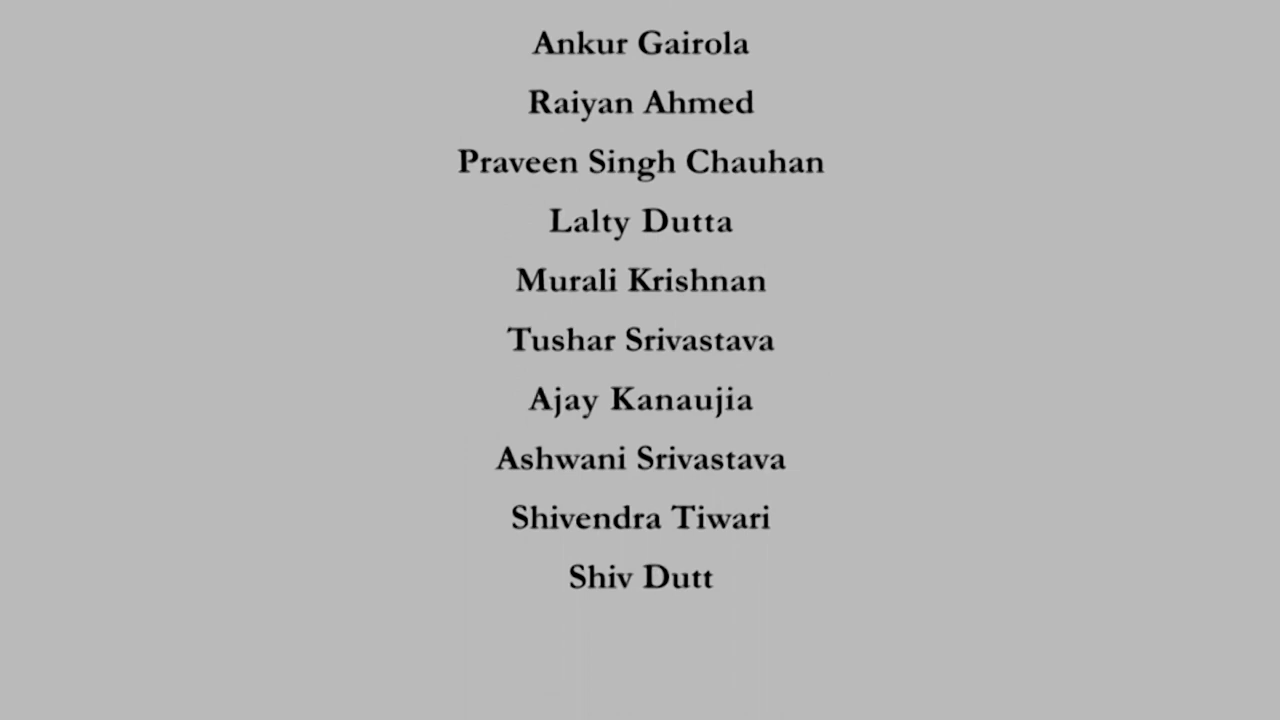 Ankur Gairola
Raiyan Ahmed
Praveen Singh Chauhan
Lalty Dutta
Murali Krishnan
Tushar Srivastava
Ajay Kanaujia
Ashwani Srivastava
Shivendra Tiwari
Shiv Dutt